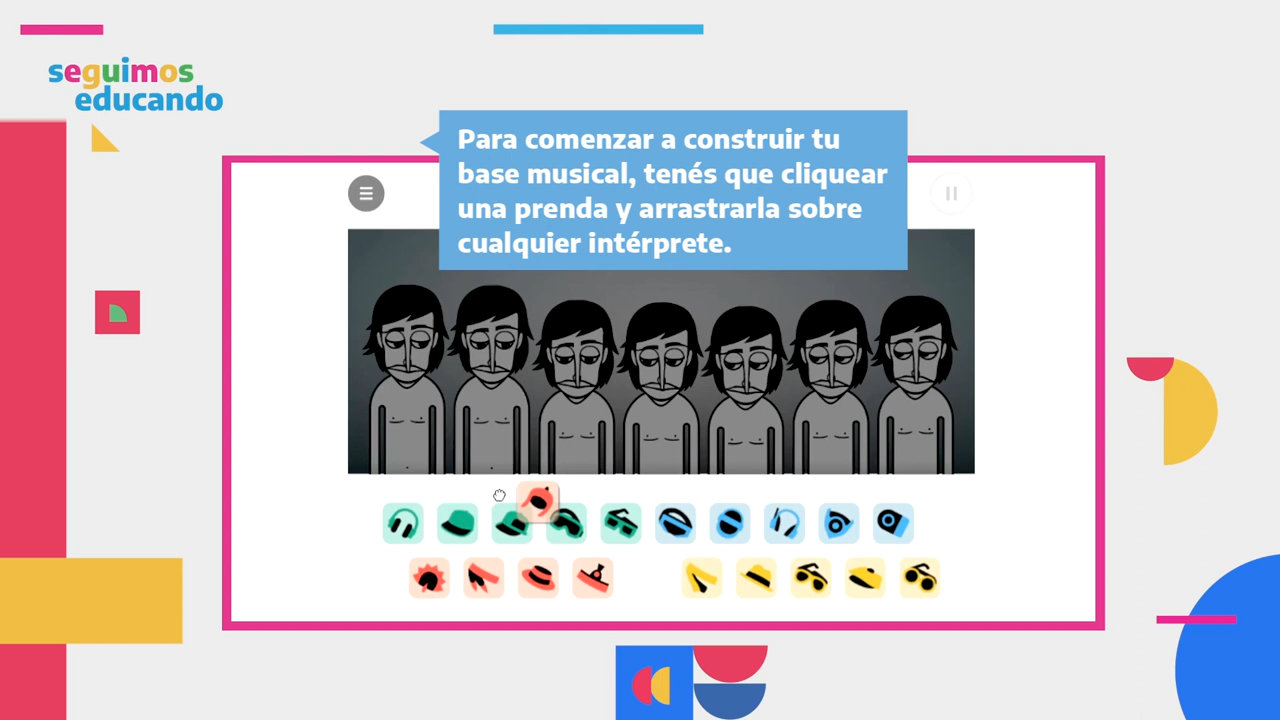 seguimos
educando
Para comenzar a construir tu
base musical, tenés que cliquear
una prenda y arrastrarla sobre
cualquier intérprete.